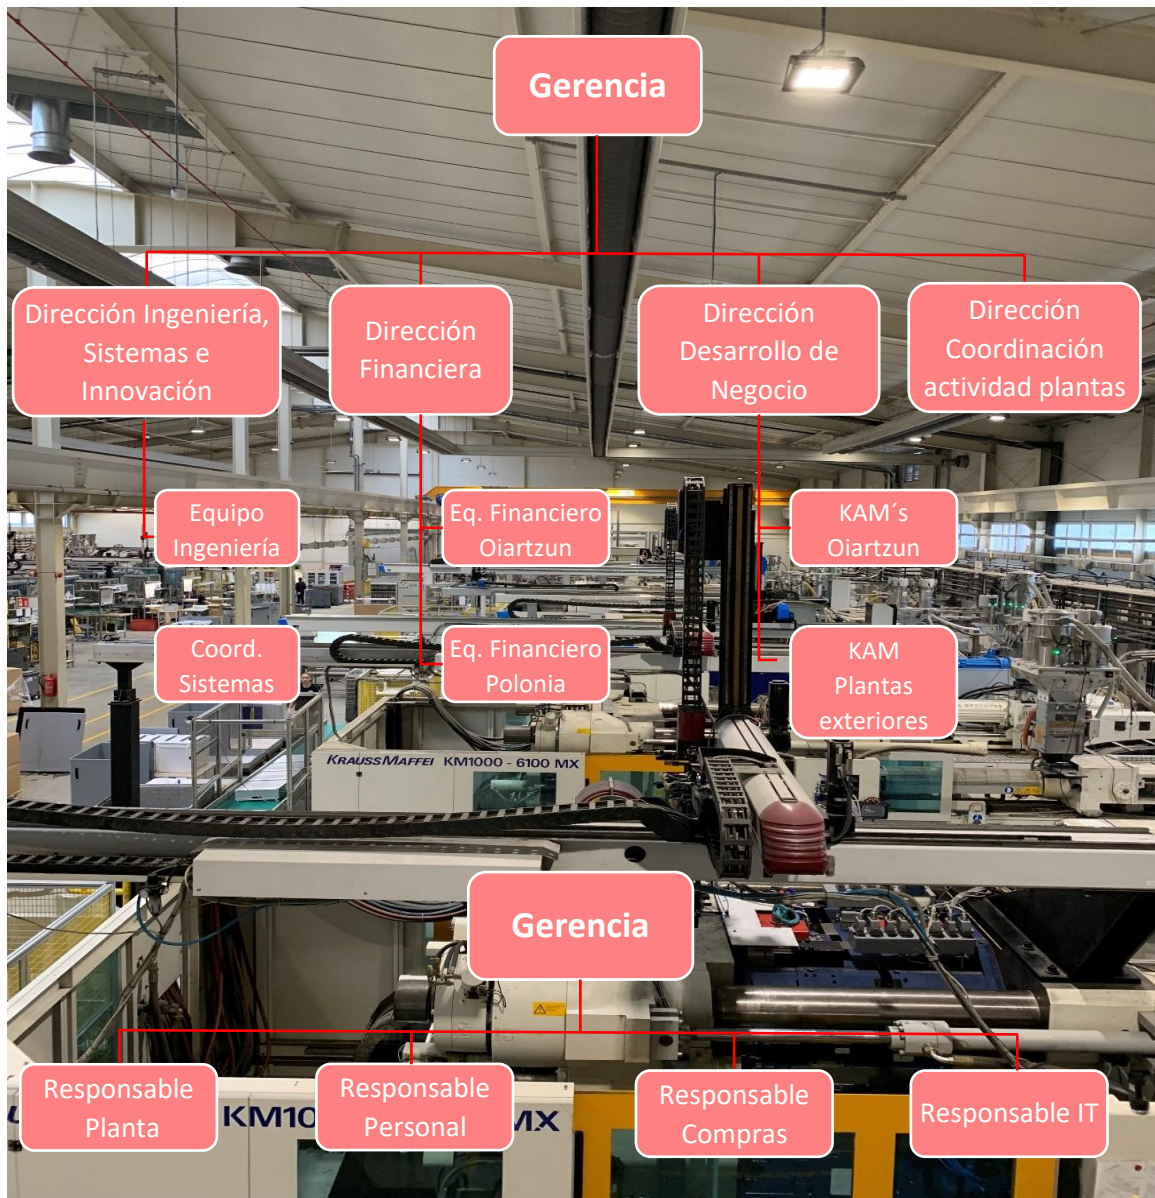 Gerencia
Dirección Ingeniería,
Sistemas e
Innovación
Dirección
Financiera
Dirección
Desarrollo de
Negocio
Dirección
Coordinación
actividad plantas
Equipo
Ingeniería
Eq. Financiero
Oiartzun
KAM´s
Oiartzun
Coord.
Sistemas
Eq. Financiero
Polonia
KAM
Plantas
exteriores
KRAUSSMAFFEI KM1000 - 6100 MX
Gerencia
Responsable
Planta
Responsable
Personal
Responsable
Compras
Responsable IT
KM10
MX